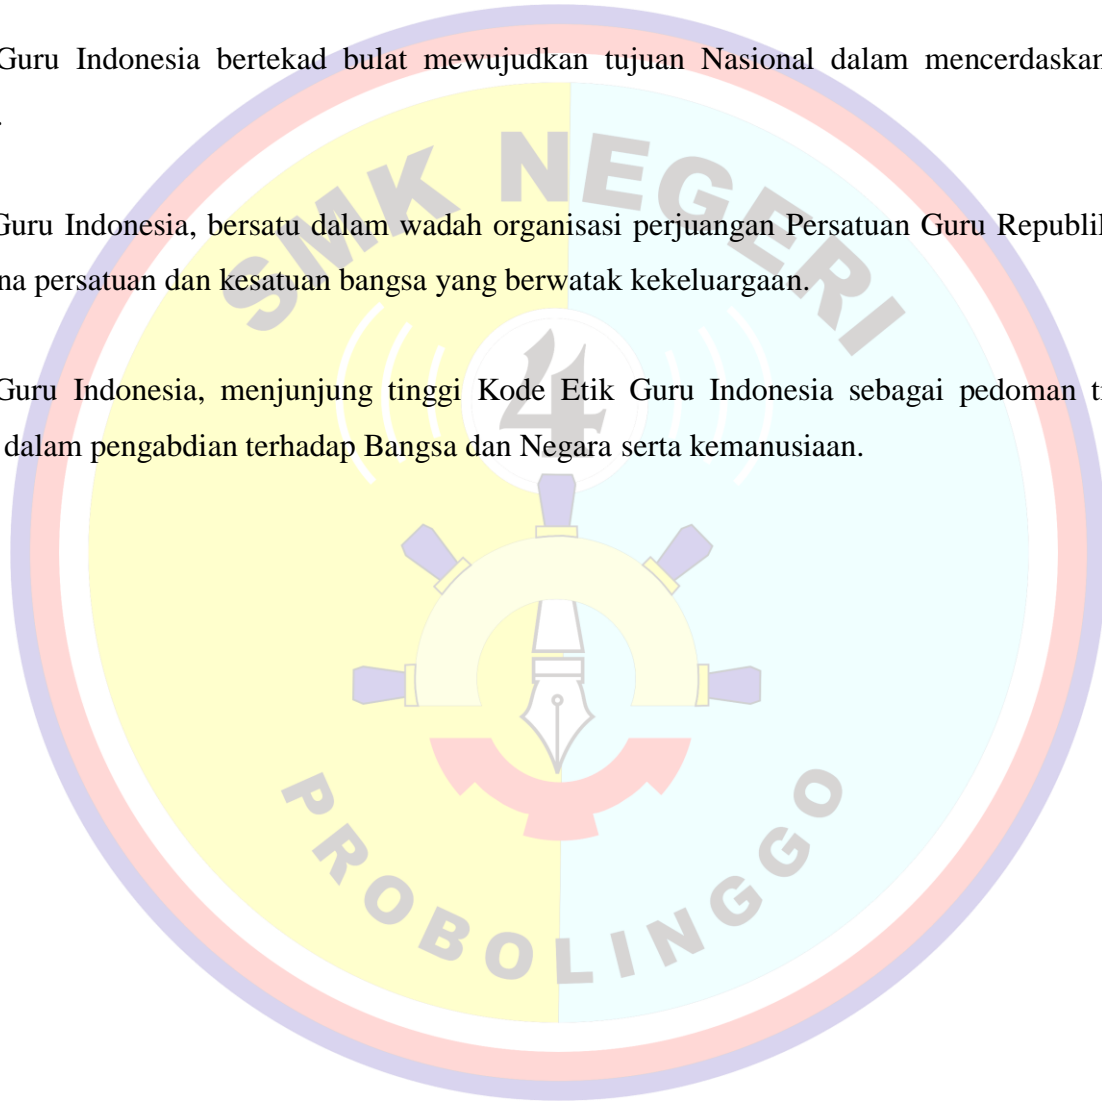 Guru Indonesia bertekad bulat mewujudkan tujuan Nasional dalam mencerdaskan
Guru Indonesia, bersatu dalam wadah organisasi perjuangan Persatuan Guru Republik
na persatuan dan kesatuan bangsa yang berwatak kekeluargaan.
Guru Indonesia, menjunjung tinggi Kode Etik Guru Indonesia sebagai pedoman
dalam pengabdian terhadap Bangsa dan Negara serta kemanusiaan.
SMK NEGERI
4
PROBOLINGGO